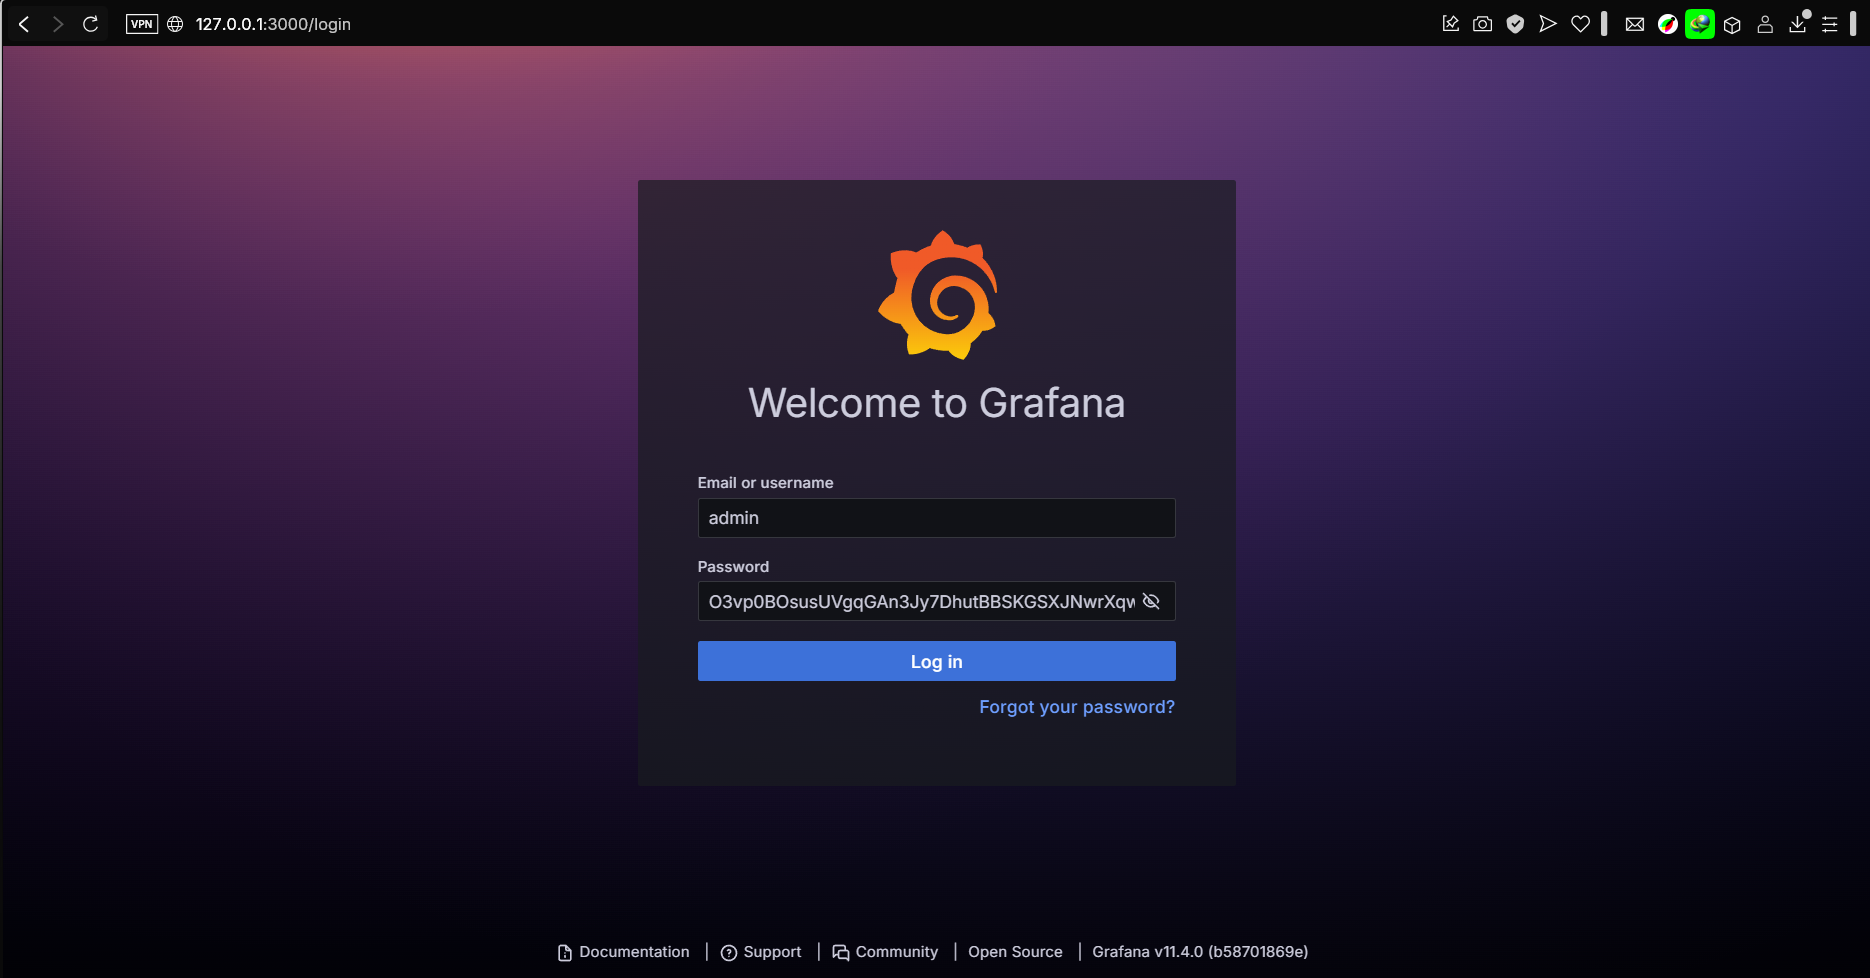 VPN 127.0.0.1:3000/login
Welcome to Grafana
Email or username
admin
Password
O3vp0BOsusUVgqGAn3Jy7DhutBBSKGSXJNwrXqw
Log in
Forgot your password?
Documentation | Support | Community | Open Source | Grafana v11.4.0 (b58701869e)